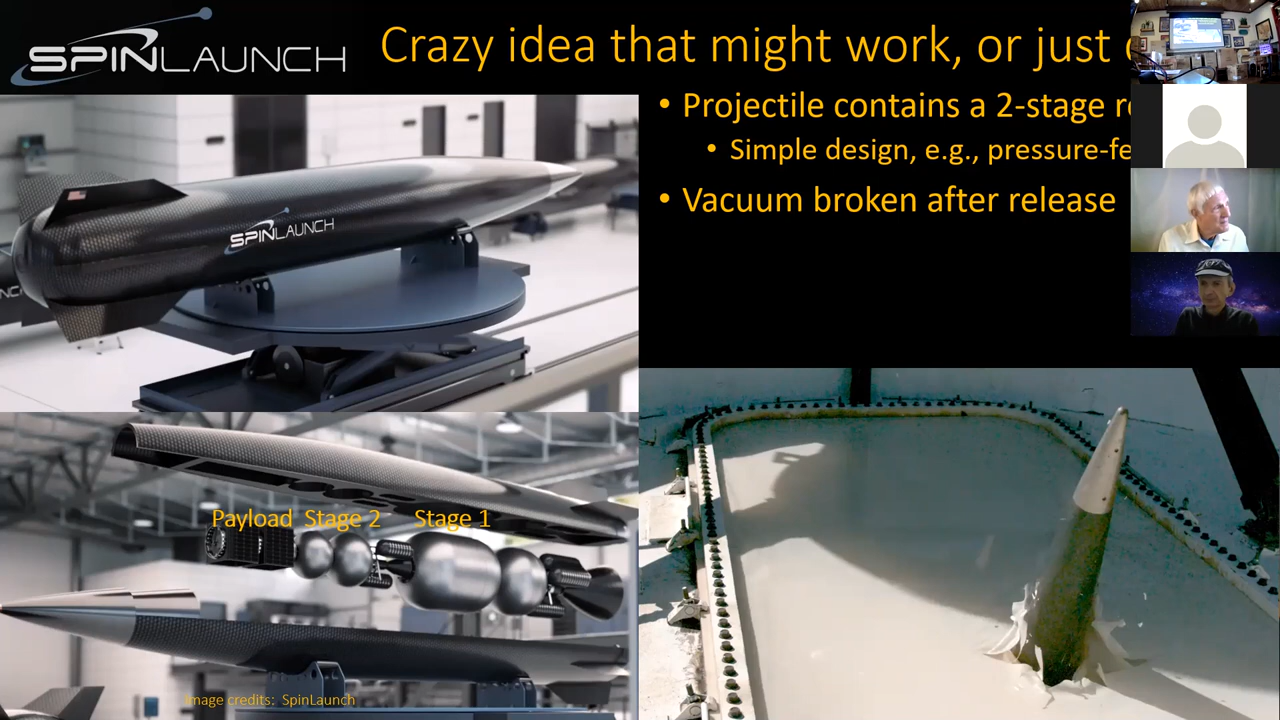 SPINLAUNCH
Crazy idea that might work, or just
• Projectile contains a 2-stage
• Simple design, e.g., pressure-fe
• Vacuum broken after release
SPINLAUNCH
Payload Stage 2 Stage 1
Image credits: SpinLaunch